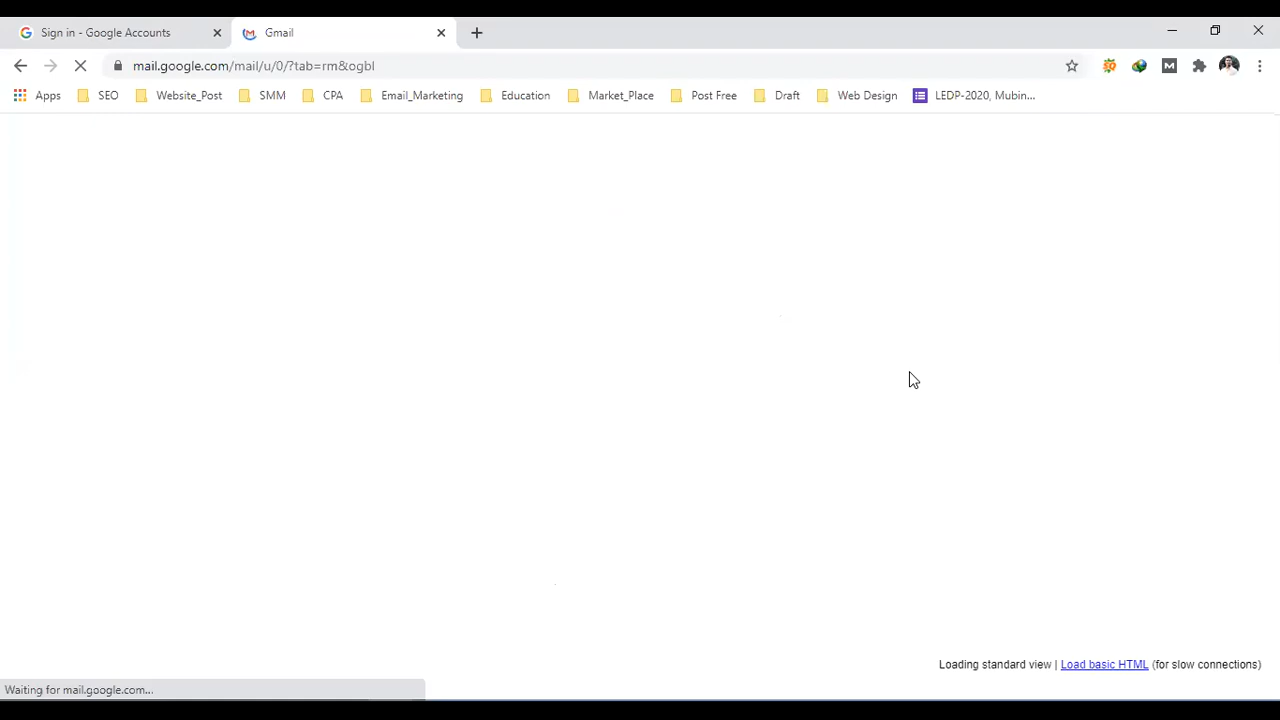 Sign in - Google Accounts
Gmail
mail.google.com/mail/u/0/?tab=rm&ogbl
Apps SEO Website_Post SMM CPA Email_Marketing Education Market_Place Post Free Draft Web Design LEDP-2020, Mubin...
Loading standard view | Load basic HTML (for slow connections)
Waiting for mail.google.com...